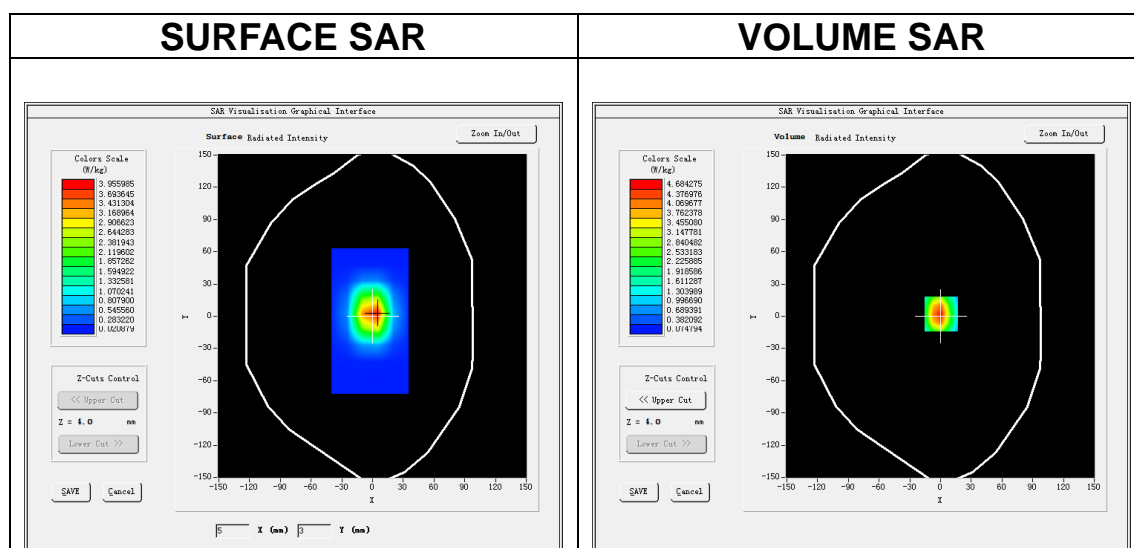 SURFACE SAR
VOLUME SAR
SAR Visualisation Graphical Interface
Surface Radiated Intensity
Zoom In/Out
Colors Scale
(W/kg)
3.955985
3.693645
3.431304
3.168964
2.906623
2.644283
2.381943
2.119602
1.857262
1.594922
1.332581
1.070241
0.807900
0.545560
0.283220
0.020879
150
120
90
60
30
0
-30
-60
-90
-120
-150
Y
-150 -120 -90 -60 -30 0 30 60 90 120 150
X
Z-Cuts Control
<< Upper Cut
Z = 4.0 mm
Lower Cut >>
SAVE Cancel
5 X (mm) 3 Y (mm)
SAR Visualisation Graphical Interface
Volume Radiated Intensity
Zoom In/Out
Colors Scale
(W/kg)
4.684275
4.376976
4.069677
3.762378
3.455080
3.147781
2.840482
2.533183
2.225885
1.918586
1.611287
1.303989
0.996690
0.689391
0.382092
0.074794
150
120
90
60
30
0
-30
-60
-90
-120
-150
Y
-150 -120 -90 -60 -30 0 30 60 90 120 150
X
Z-Cuts Control
<< Upper Cut
Z = 4.0 mm
Lower Cut >>
SAVE Cancel